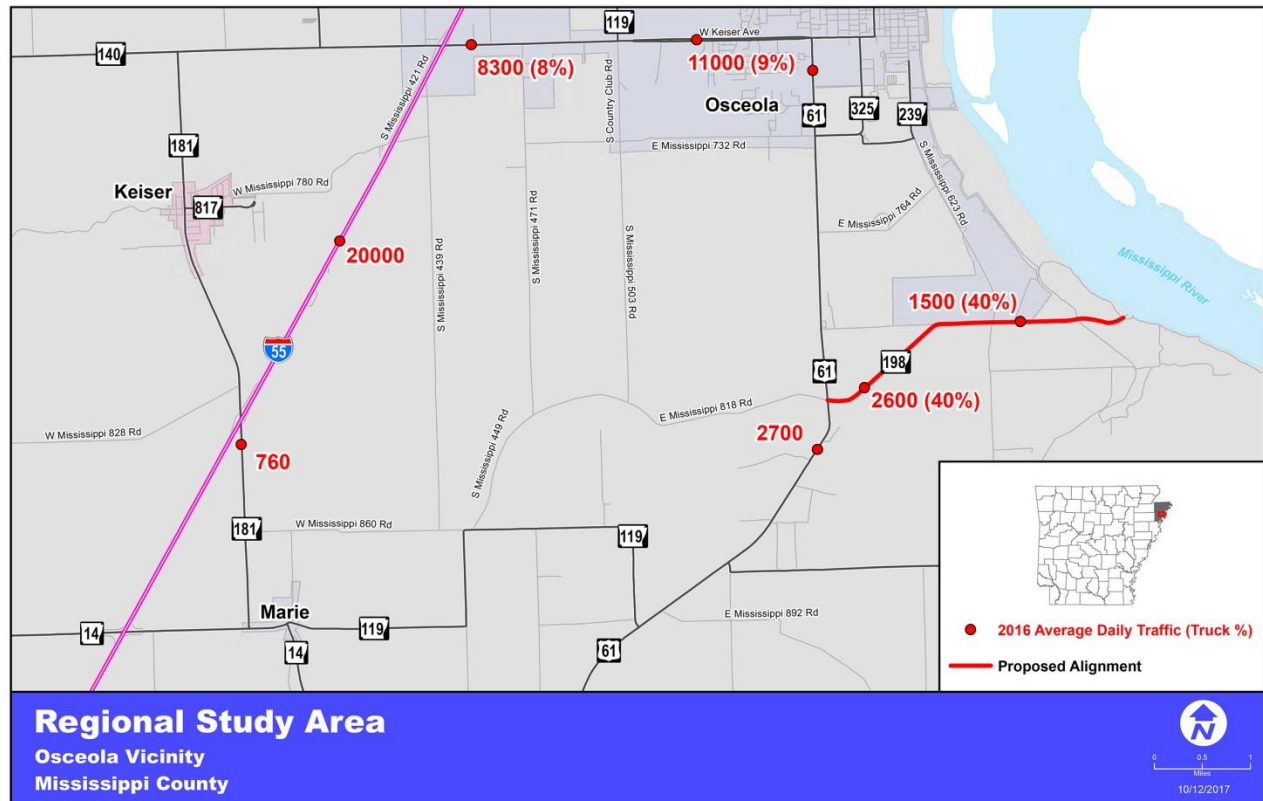 119
W Keiser Ave
140
8300 (8%)
11000 (9%)
S Mississippi 421 Rd
S Country Club Rd
Osceola
61
325
239
181
E Mississippi 732 Rd
S Mississippi 623 Rd
Keiser
W Mississippi 780 Rd
817
S Mississippi 439 Rd
S Mississippi 471 Rd
S Mississippi 503 Rd
E Mississippi 764 Rd
20000
Mississippi River
1500 (40%)
55
198
61
2600 (40%)
E Mississippi 818 Rd
W Mississippi 828 Rd
S Mississippi 449 Rd
2700
760
181
W Mississippi 860 Rd
119
Marie
E Mississippi 892 Rd
14
119
14
61
2016 Average Daily Traffic (Truck %)
Proposed Alignment
Regional Study Area
Osceola Vicinity
Mississippi County
N
0 0.5 1
Miles
10/12/2017